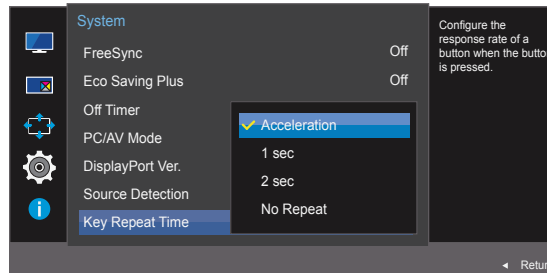 System
FreeSync Off
Eco Saving Plus Off
Off Timer
PC/AV Mode
DisplayPort Ver.
Source Detection
Key Repeat Time
Acceleration
1 sec
2 sec
No Repeat
Configure the
response rate of a
button when the butto
is pressed.
Retur